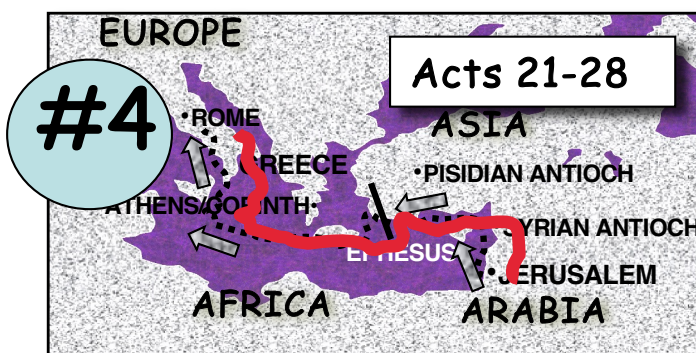 EUROPE
#4
Acts 21-28
•ROME
ASIA
GREECE
•PISIDIAN ANTIOCH
ATHENS/CORINTH•
SYRIAN ANTIOCH
EPHESUS
•JERUSALEM
AFRICA
ARABIA